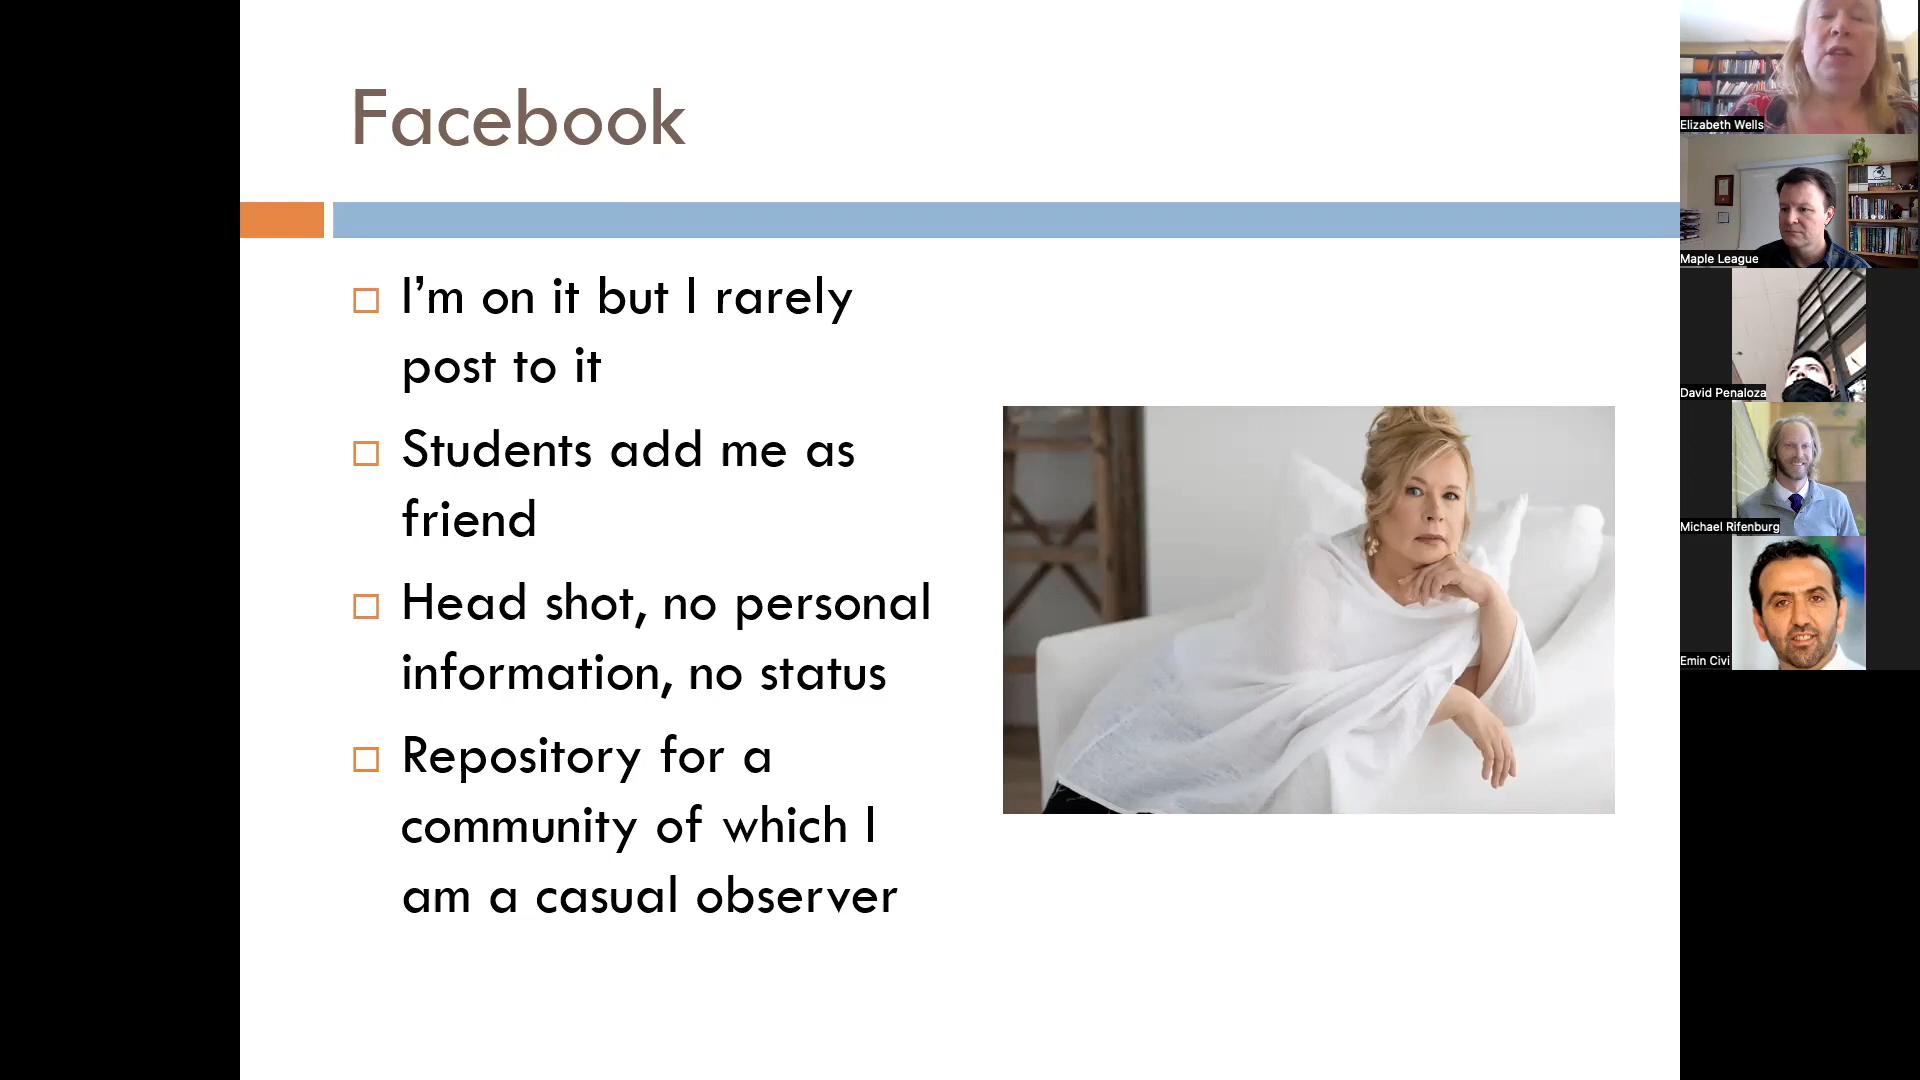 Facebook
I'm on it but I rarely
post to it
Students add me as
friend
Head shot, no personal
information, no status
Repository for a
community of which I
am a casual observer
Elizabeth Wells
Maple League
David Penaloza
Michael Rifenburg
Emin Civi